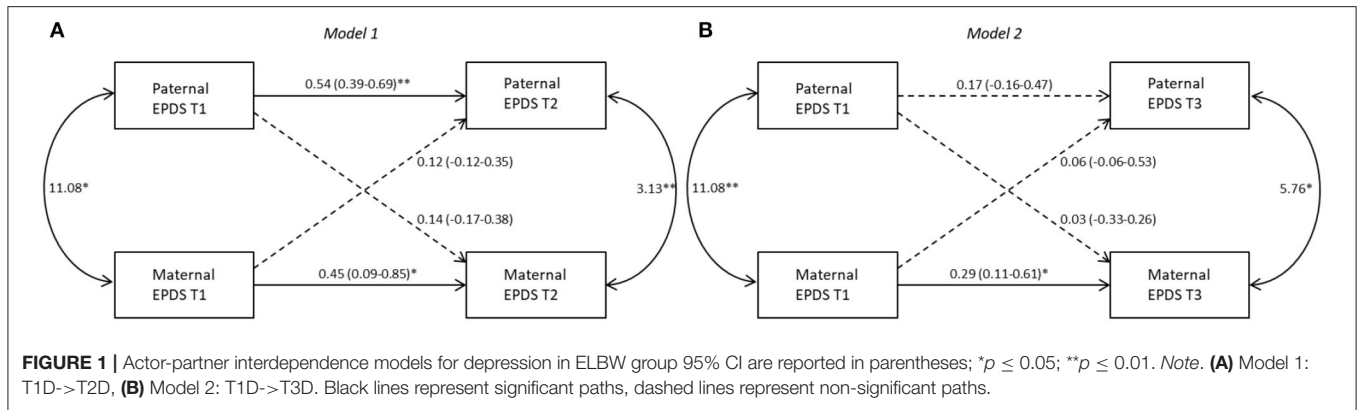 A
Model 1
Paternal
EPDS T1
0.54 (0.39-0.69)**
Paternal
EPDS T2
11.08*
0.12 (-0.12-0.35)
0.14 (-0.17-0.38)
3.13**
Maternal
EPDS T1
0.45 (0.09-0.85)*
Maternal
EPDS T2
B
Model 2
Paternal
EPDS T1
0.17 (-0.16-0.47)
Paternal
EPDS T3
11.08**
0.06 (-0.06-0.53)
0.03 (-0.33-0.26)
5.76*
Maternal
EPDS T1
0.29 (0.11-0.61)*
Maternal
EPDS T3
FIGURE 1 | Actor-partner interdependence models for depression in ELBW group 95% CI are reported in parentheses; *p ≤ 0.05; **p ≤ 0.01. Note. (A) Model 1:
T1D->T2D, (B) Model 2: T1D->T3D. Black lines represent significant paths, dashed lines represent non-significant paths.